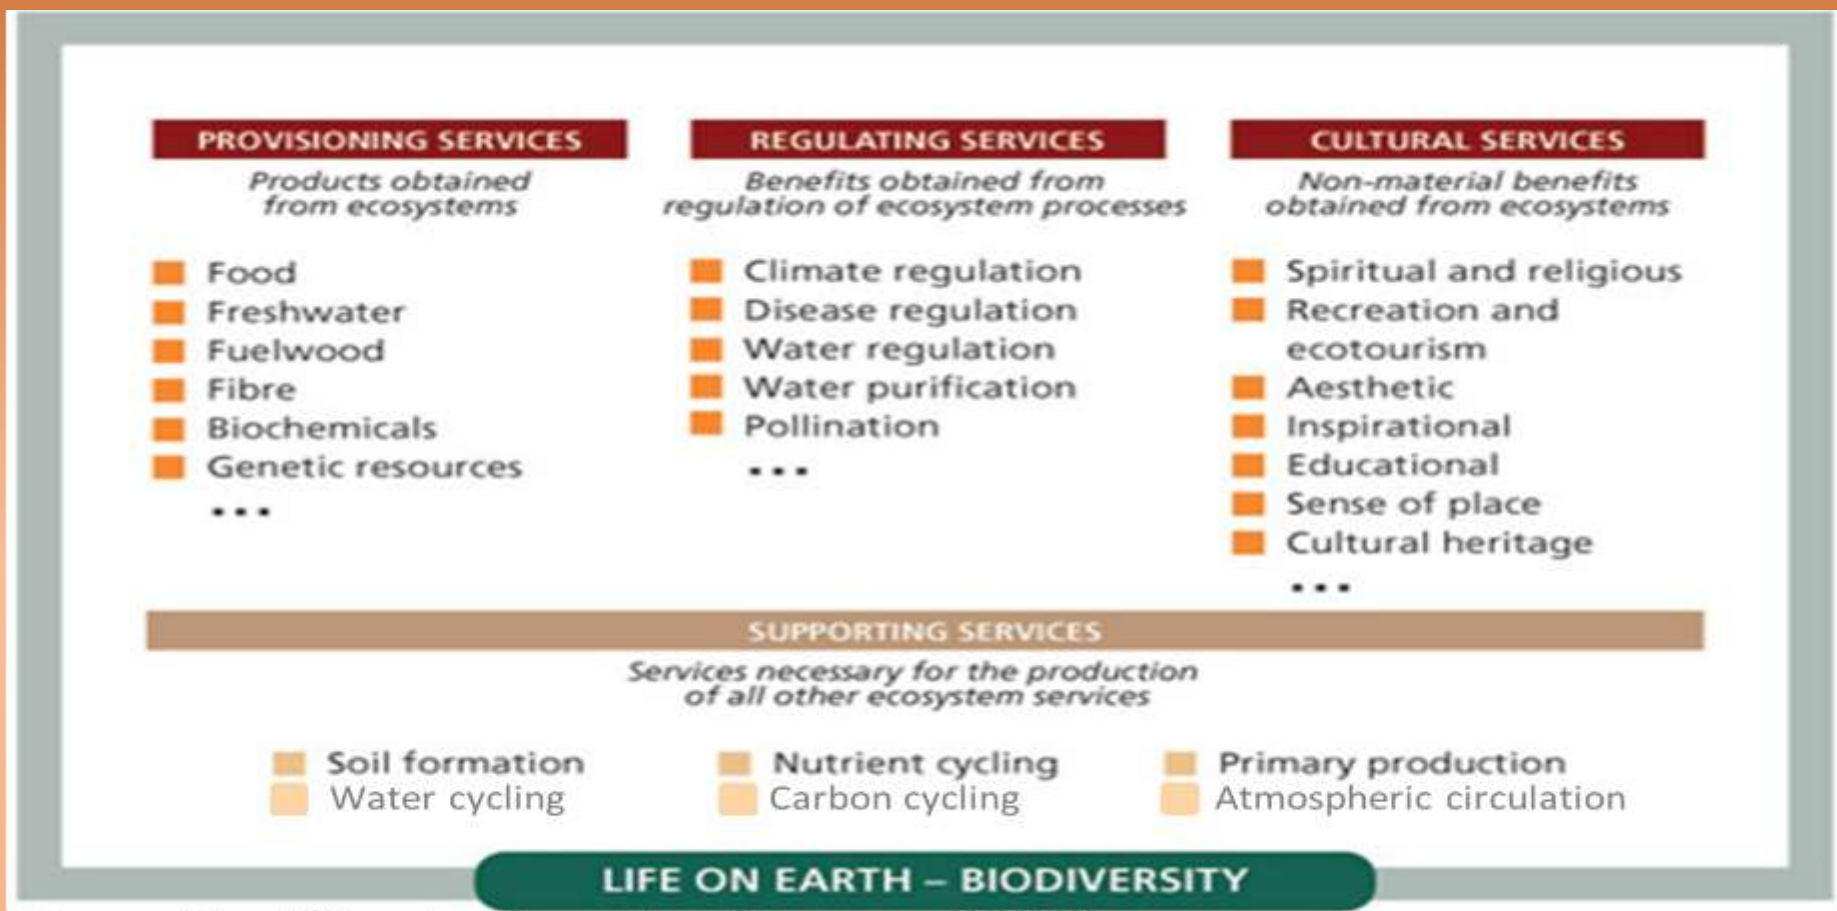 PROVISIONING SERVICES
Products obtained
from ecosystems
Food
Freshwater
Fuelwood
Fibre
Biochemicals
Genetic resources
...
REGULATING SERVICES
Benefits obtained from
regulation of ecosystem processes
Climate regulation
Disease regulation
Water regulation
Water purification
Pollination
...
CULTURAL SERVICES
Non-material benefits
obtained from ecosystems
Spiritual and religious
Recreation and
ecotourism
Aesthetic
Inspirational
Educational
Sense of place
Cultural heritage
...
SUPPORTING SERVICES
Services necessary for the production
of all other ecosystem services
Soil formation
Nutrient cycling
Primary production
Water cycling
Carbon cycling
Atmospheric circulation
LIFE ON EARTH – BIODIVERSITY